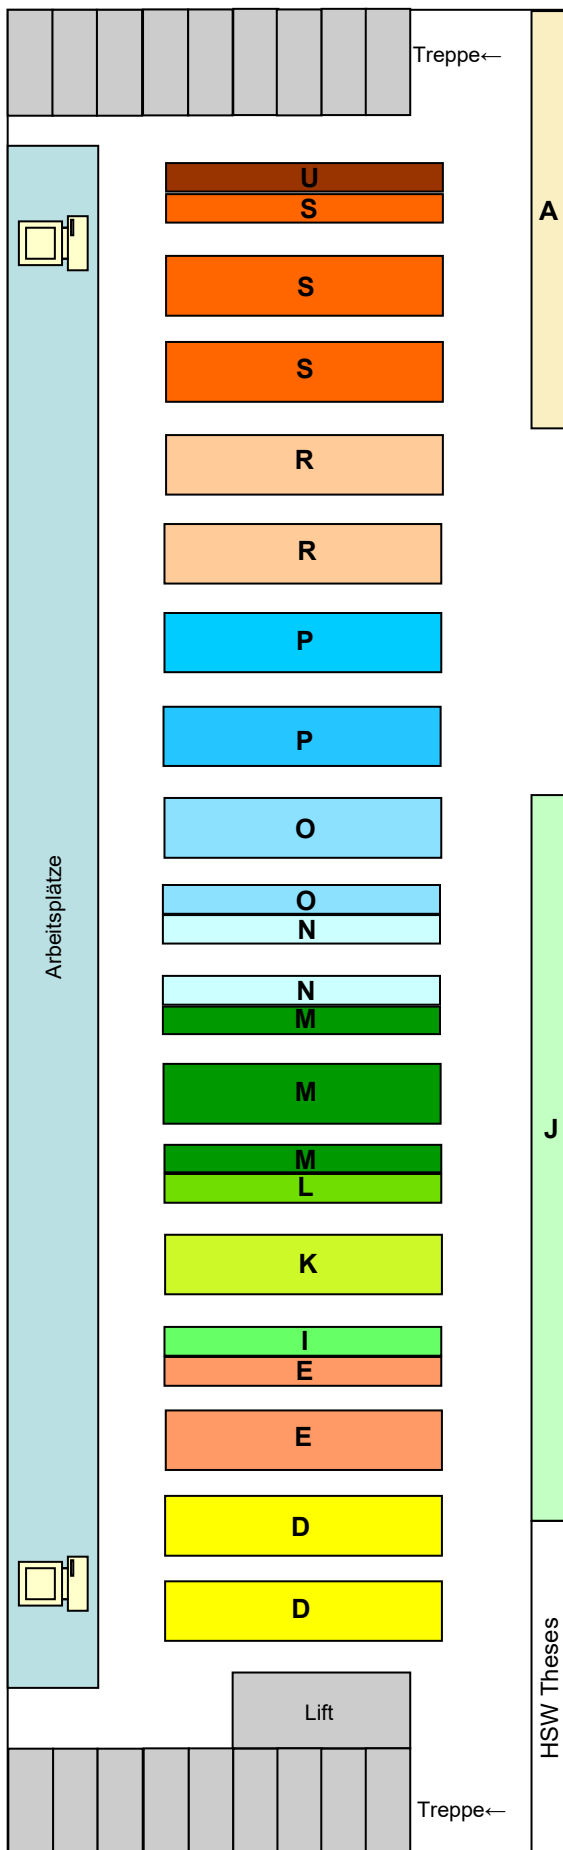 Treppe←
U
S
A
S
S
R
R
P
P
O
Arbeitsplätze
O
N
N
M
M
J
M
L
K
I
E
E
D
D
HSW Theses
Lift
Treppe←